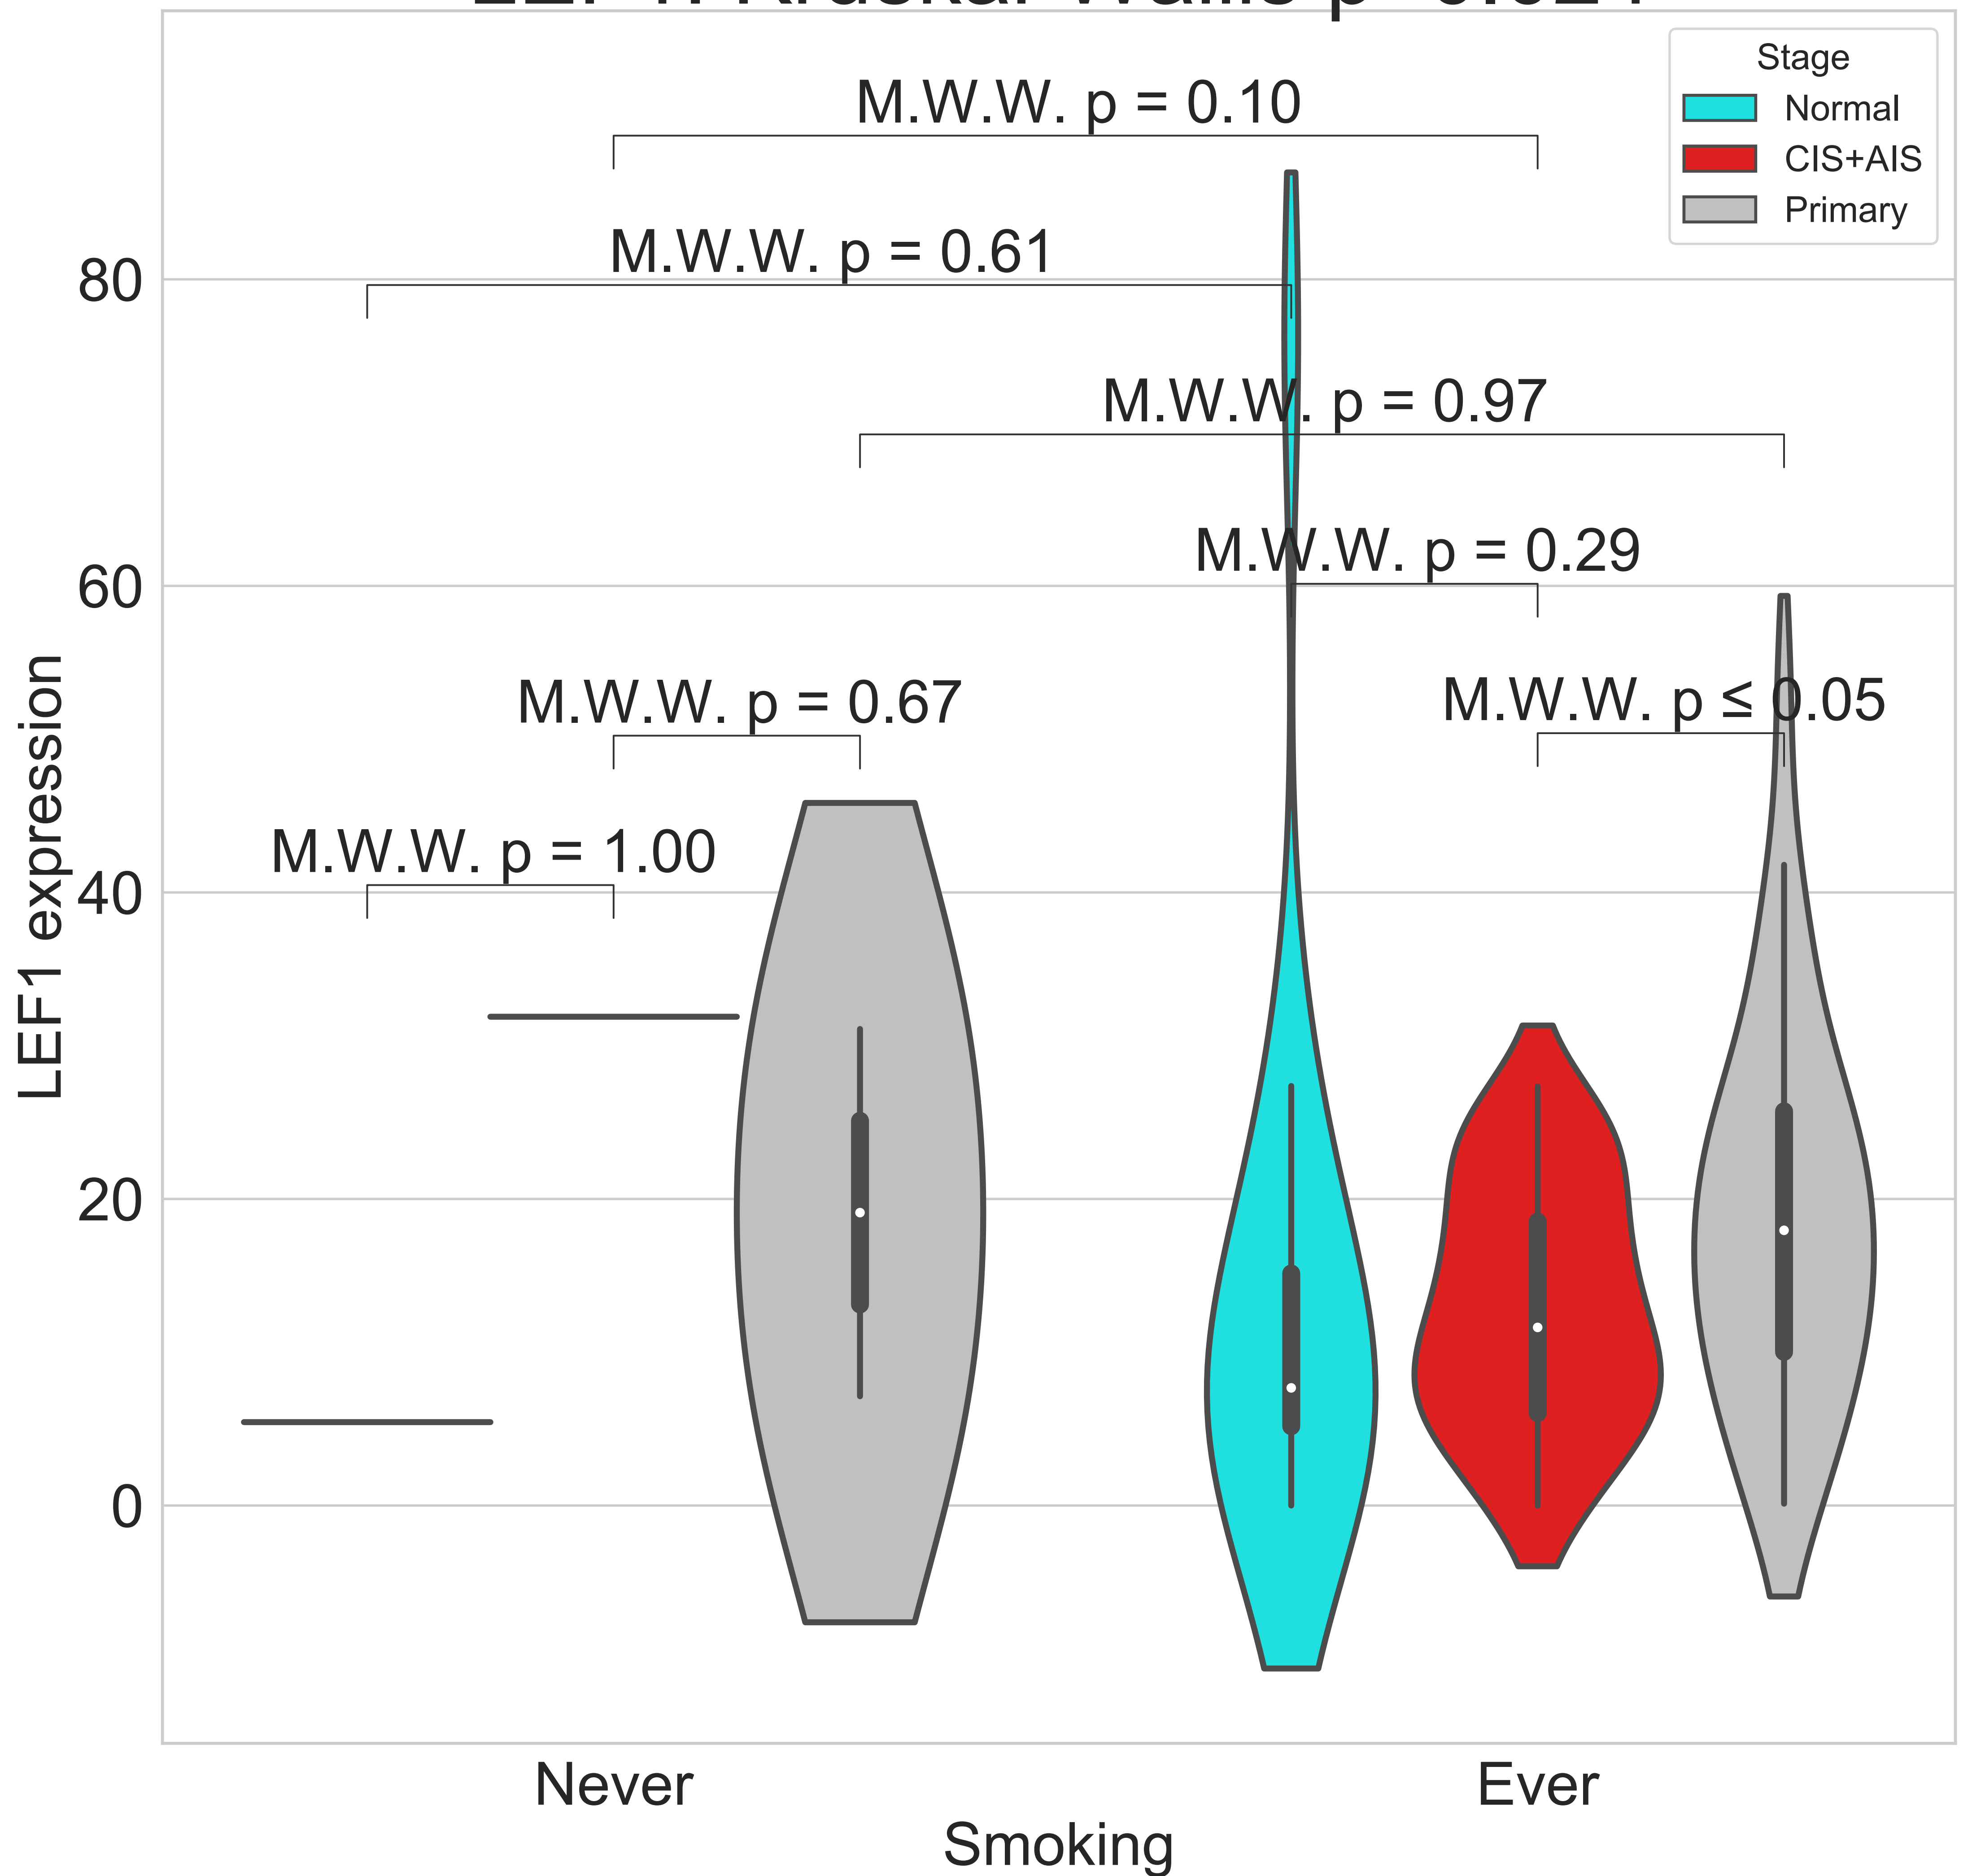 Stage
Normal
CIS+AIS
Primary
M.W.W. p = 0.10
M.W.W. p = 0.61
M.W.W. p = 0.97
M.W.W. p = 0.29
M.W.W. p = 0.67
M.W.W. p ≤ 0.05
M.W.W. p = 1.00
LEF1 expression
80
60
40
20
0
Never
Ever
Smoking